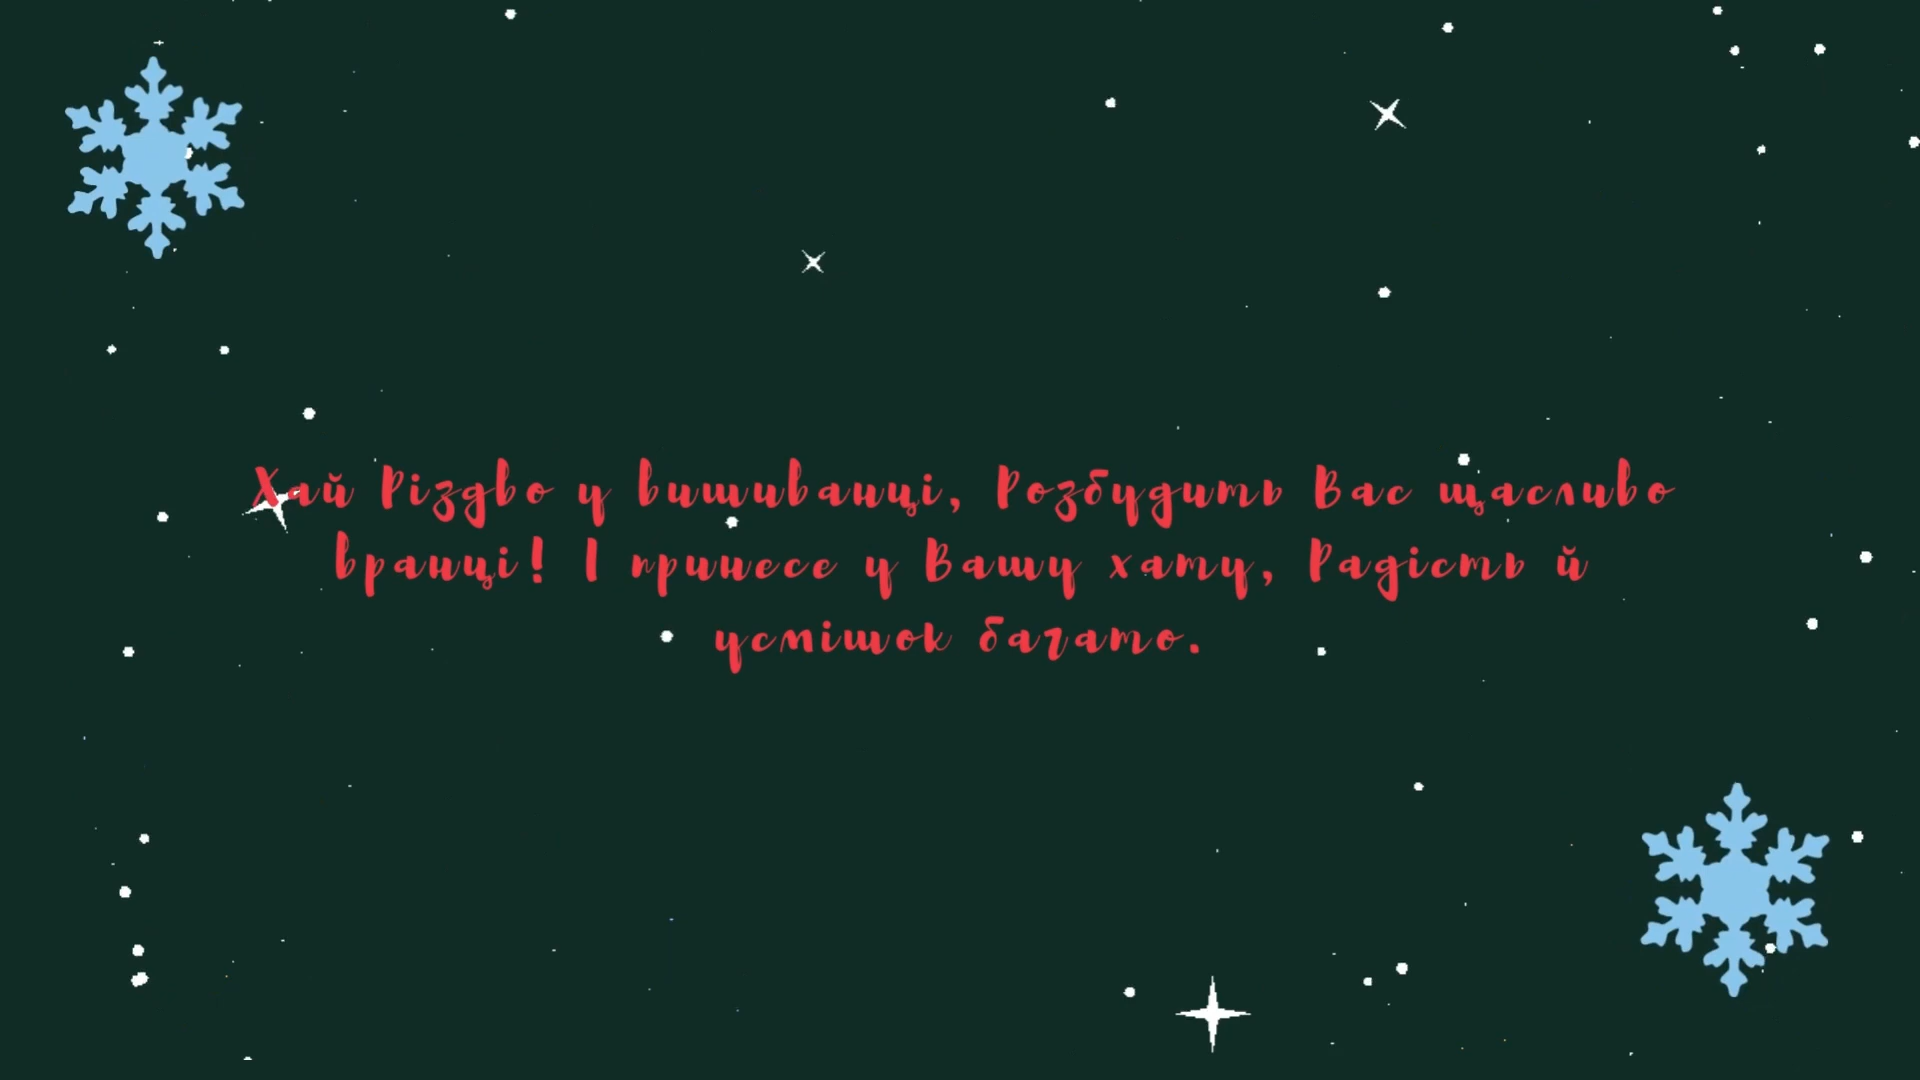 Хай Різдво у вишиванці, Розбудить Вас щасливо
вранці! І принесе у Вашу хату, Радість й
усмішок багато.